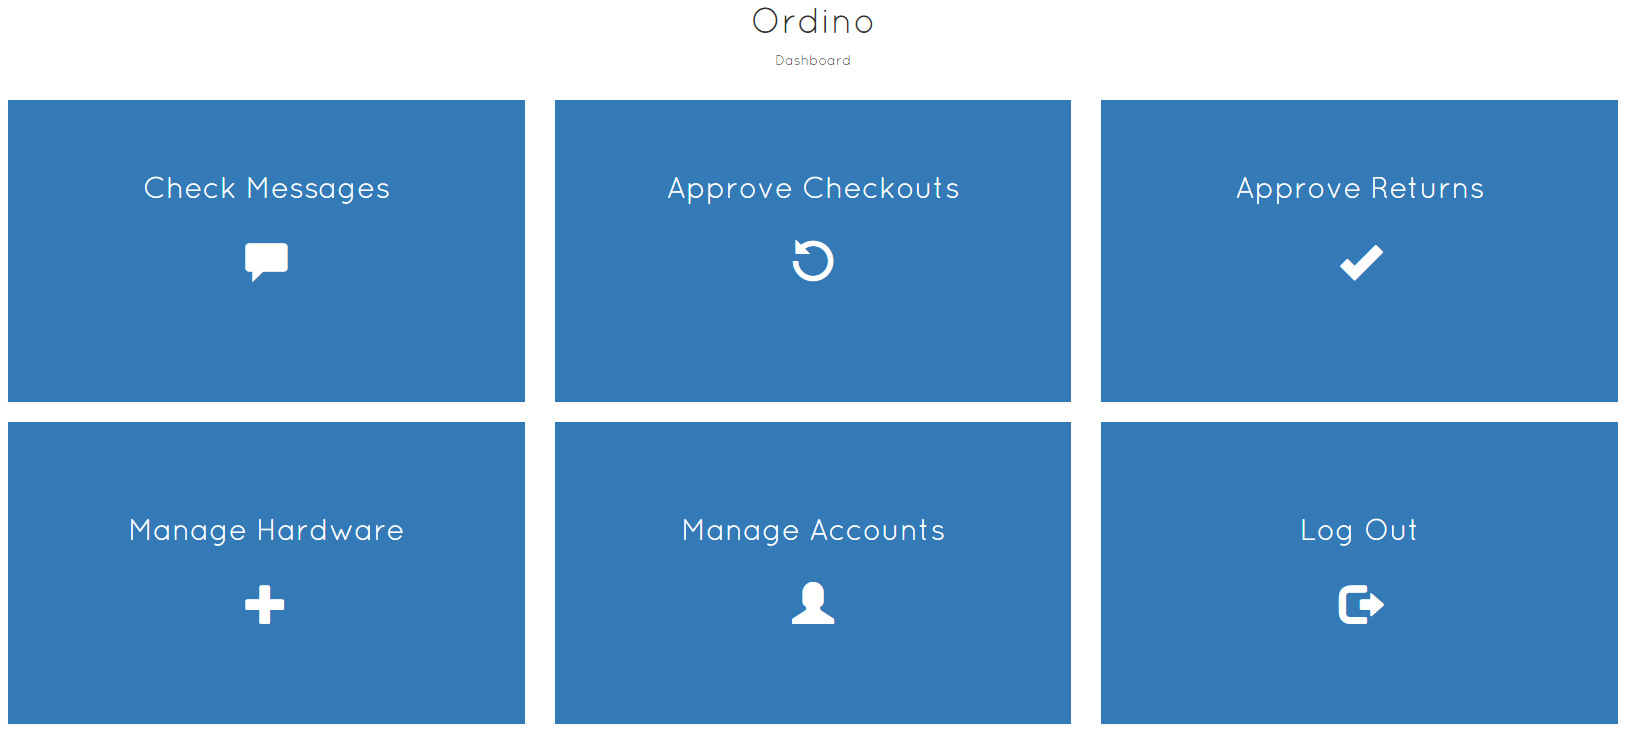 Ordino
Dashboard
Check Messages
Approve Checkouts
Approve Returns
Manage Hardware
Manage Accounts
Log Out